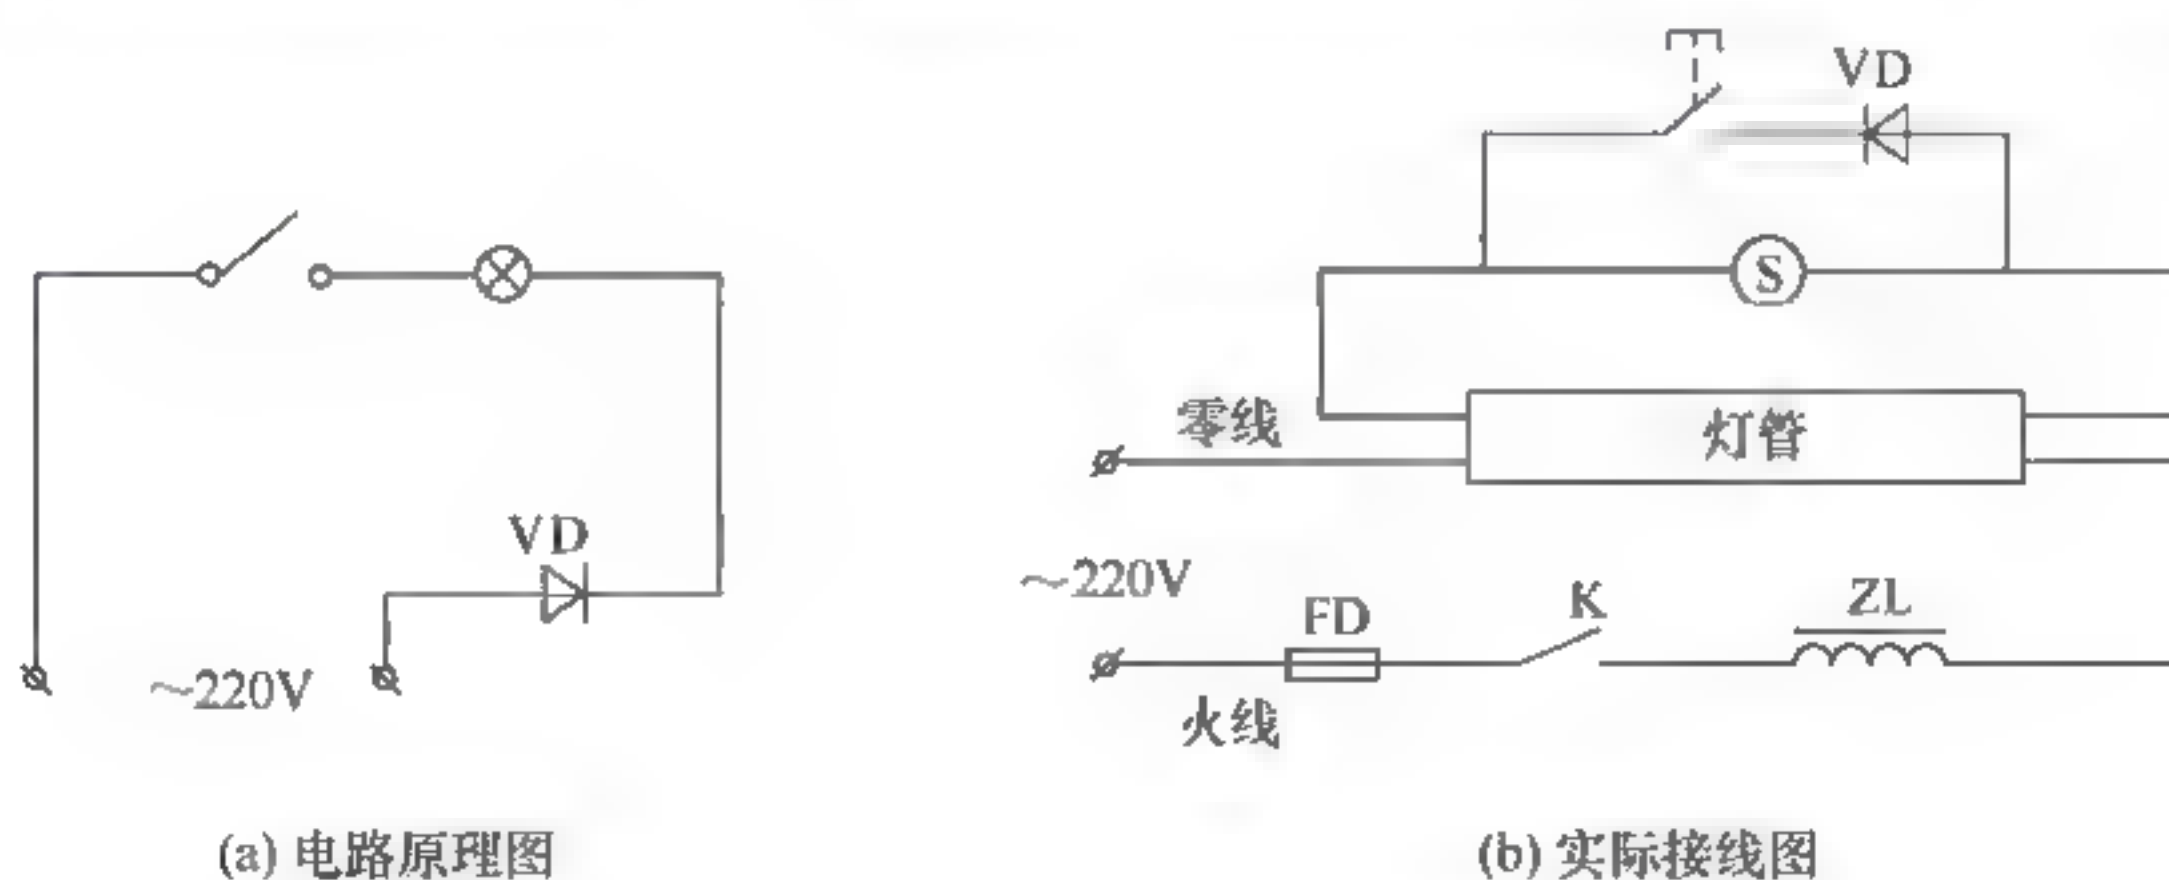 VD
S
零线
灯管
VD
~220V
FD
K
ZL
~220V
火线
(a) 电路原理图
(b) 实际接线图